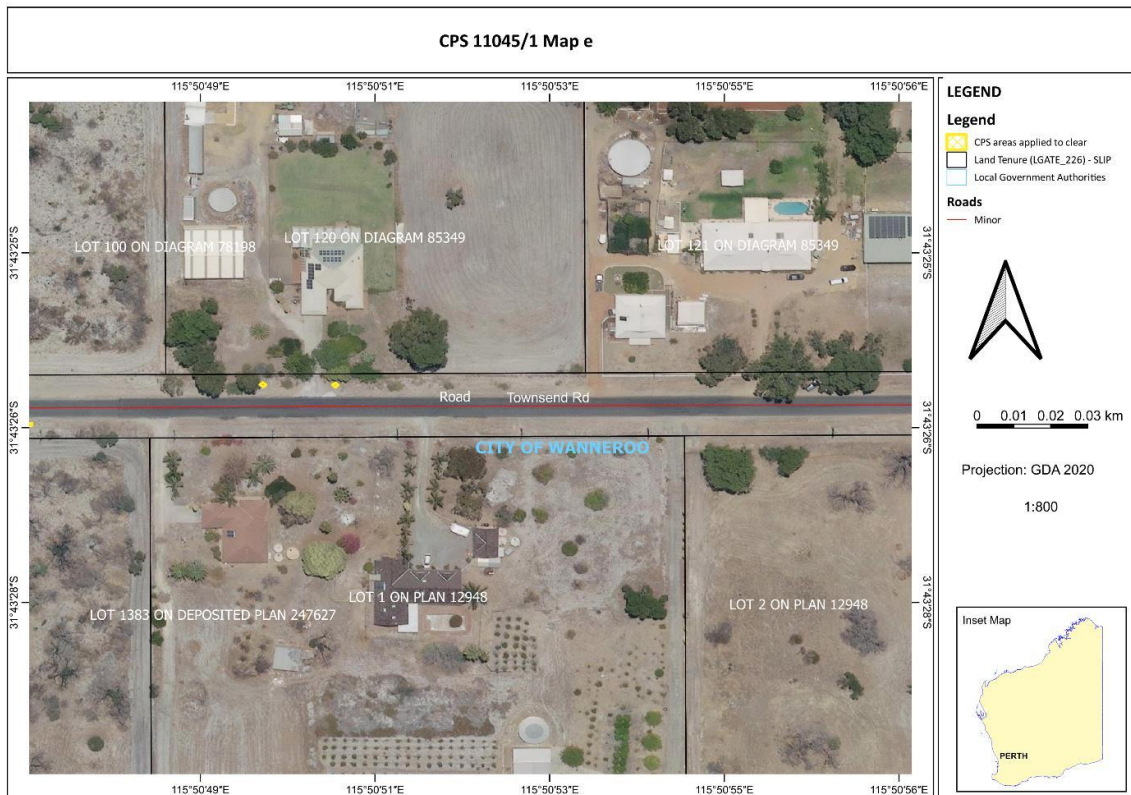 CPS 11045/1 Map e
115°50'49"E
115°50'51"E
115°50'53"E
115°50'55"E
115°50'56"E
31°43'25"S
31°43'25"S
LOT 100 ON DIAGRAM 78198
LOT 120 ON DIAGRAM 85349
LOT 121 ON DIAGRAM 85349
Road
Townsend Rd
31°43'26"S
31°43'26"S
CITY OF WANNEROO
31°43'28"S
31°43'28"S
LOT 1383 ON DEPOSITED PLAN 247627
LOT 1 ON PLAN 12948
LOT 2 ON PLAN 12948
115°50'49"E
115°50'51"E
115°50'53"E
115°50'55"E
115°50'56"E
LEGEND
Legend
CPS areas applied to clear
Land Tenure (LGATE_226) - SLIP
Local Government Authorities
Roads
Minor
0 0.01 0.02 0.03 km
Projection: GDA 2020
1:800
Inset Map
PERTH